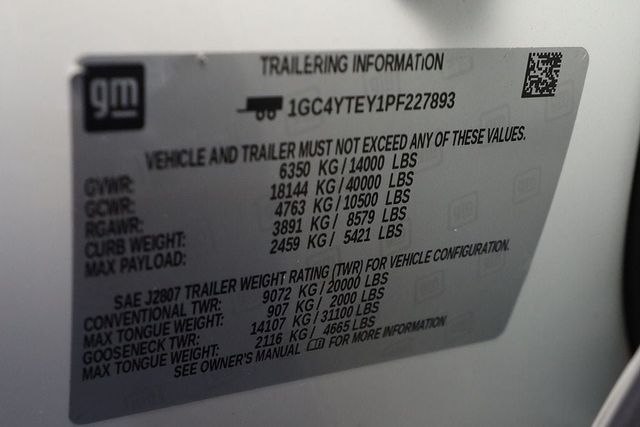 gm
TRAILERING INFORMATION
1GC4YTEY1PF227893
VEHICLE AND TRAILER MUST NOT EXCEED ANY OF THESE VALUES.
GVWR: 6350 KG / 14000 LBS
GCWR: 18144 KG / 40000 LBS
RGAWR: 4763 KG / 10500 LBS
CURB WEIGHT: 3891 KG / 8579 LBS
MAX PAYLOAD: 2459 KG / 5421 LBS
SAE J2807 TRAILER WEIGHT RATING (TWR) FOR VEHICLE CONFIGURATION.
CONVENTIONAL TWR: 9072 KG / 20000 LBS
MAX TONGUE WEIGHT: 907 KG / 2000 LBS
GOOSENECK TWR: 14107 KG / 31100 LBS
MAX TONGUE WEIGHT: 2116 KG / 4665 LBS
SEE OWNER'S MANUAL FOR MORE INFORMATION